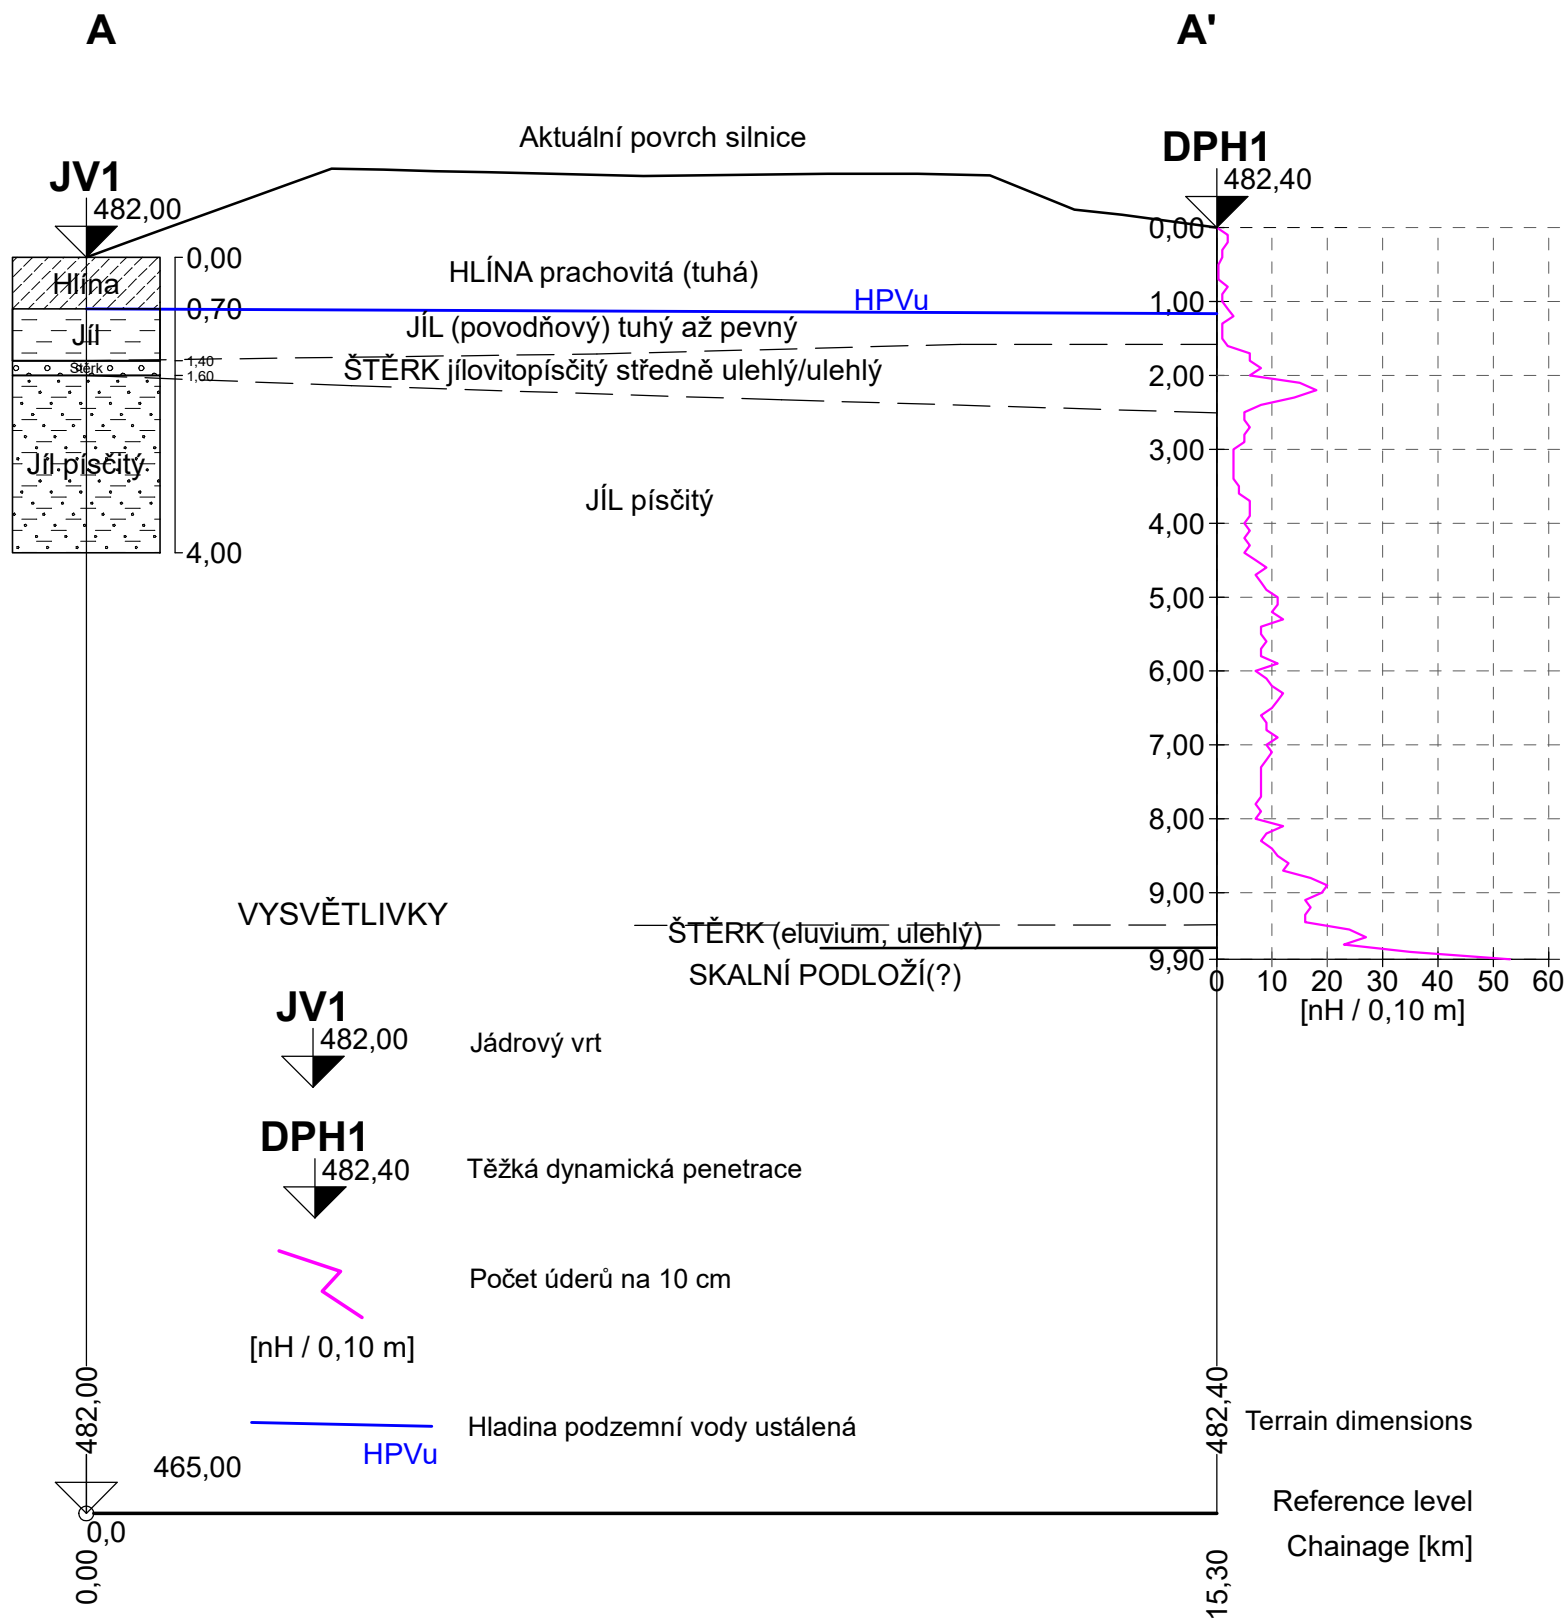 A
A'
Aktuální povrch silnice
JV1
482,00
DPH1
482,40
0,00
Hlína
0,70
Jíl
1,40
Štěrk
1,60
Jíl písčitý
4,00
HLÍNA prachovitá (tuhá)
HPVu
JÍL (povodňový) tuhý až pevný
ŠTĚRK jílovitopísčitý středně ulehlý/ulehlý
JÍL písčitý
0,00
1,00
2,00
3,00
4,00
5,00
6,00
7,00
8,00
9,00
9,90
0 10 20 30 40 50 60
[nH / 0,10 m]
ŠTĚRK (eluvium, ulehlý)
SKALNÍ PODLOŽÍ(?)
VYSVĚTLIVKY
JV1
482,00
Jádrový vrt
DPH1
482,40
Těžká dynamická penetrace
Počet úderů na 10 cm
[nH / 0,10 m]
Hladina podzemní vody ustálená
HPVu
482,00
482,40
Terrain dimensions
465,00
Reference level
0,0
Chainage [km]
0,00
15,30